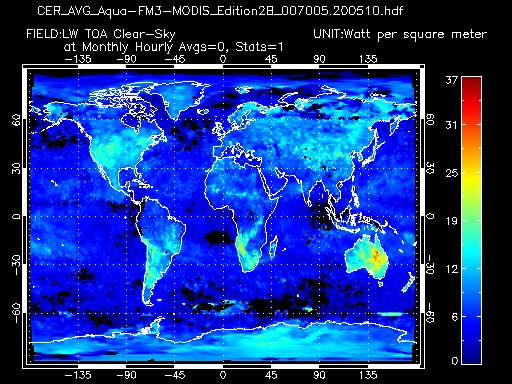 CER_AVG_Aqua-FM3-MODIS_Edition2B_007005.200510.hdf
FIELD:LW TOA Clear-Sky UNIT:Watt per square meter
at Monthly Hourly Avgs=0, Stats=1
-135 -90 -45 0 45 90 135
37
60 60
31
30 30
25
0 0
19
-30 -30
12
-60 -60
6
0
-135 -90 -45 0 45 90 135